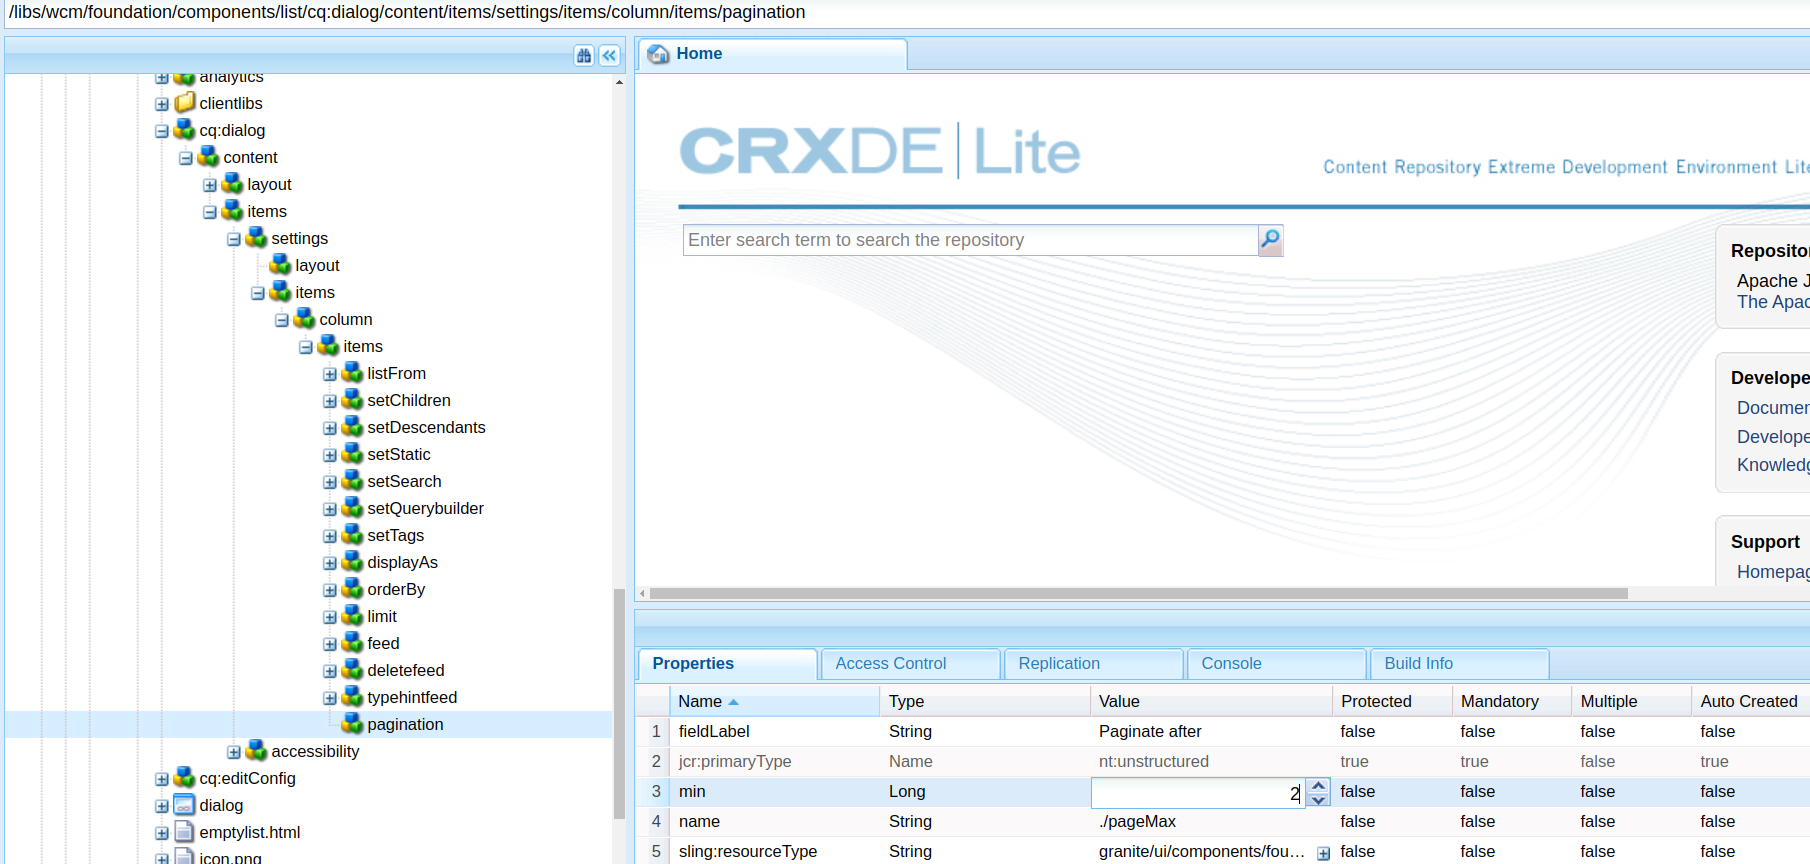 /libs/wcm/foundation/components/list/cq:dialog/content/items/settings/items/column/items/pagination
analytics
clientlibs
cq:dialog
content
layout
items
settings
layout
items
column
items
listFrom
setChildren
setDescendants
setStatic
setSearch
setQuerybuilder
setTags
displayAs
orderBy
limit
feed
deletefeed
typehintfeed
pagination
accessibility
cq:editConfig
dialog
emptylist.html
icon.png
Home
CRXDE Lite
Content Repository Extreme Development Environment Lite
Enter search term to search the repository
Repositor
Apache J
The Apac
Develope
Documen
Develope
Knowledg
Support
Homepag
Properties Access Control Replication Console Build Info
Name Type Value Protected Mandatory Multiple Auto Created
1 fieldLabel String Paginate after false false false false
2 jcr:primaryType Name nt:unstructured true true false true
3 min Long 2 false false false false
4 name String ./pageMax false false false false
5 sling:resourceType String granite/ui/components/fou... false false false false